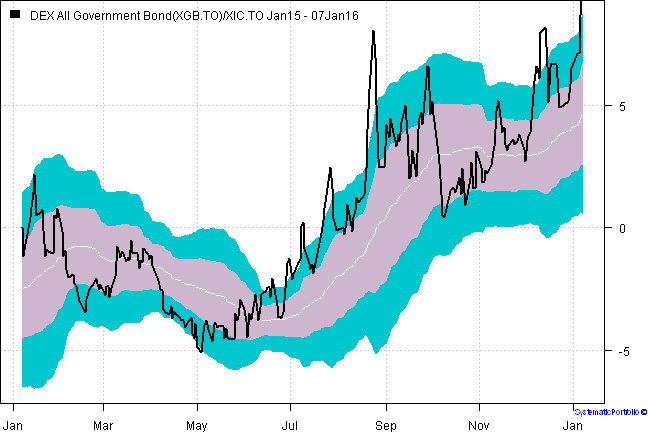 DEX All Government Bond(XGB.TO)/XIC.TO Jan15 - 07Jan16
5
0
-5
Jan Mar May Jul Sep Nov Jan
SystematicPortfolio ©